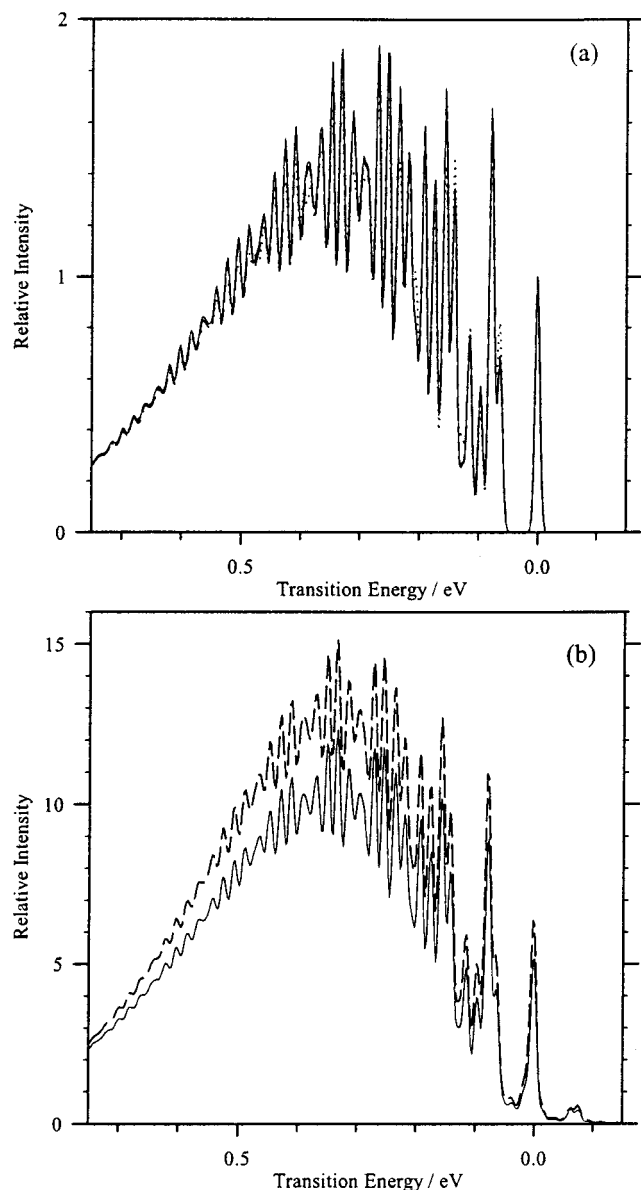 2
(a)
Relative Intensity
1
0
0.5
0.0
Transition Energy / eV
15
(b)
Relative Intensity
10
5
0
0.5
0.0
Transition Energy / eV